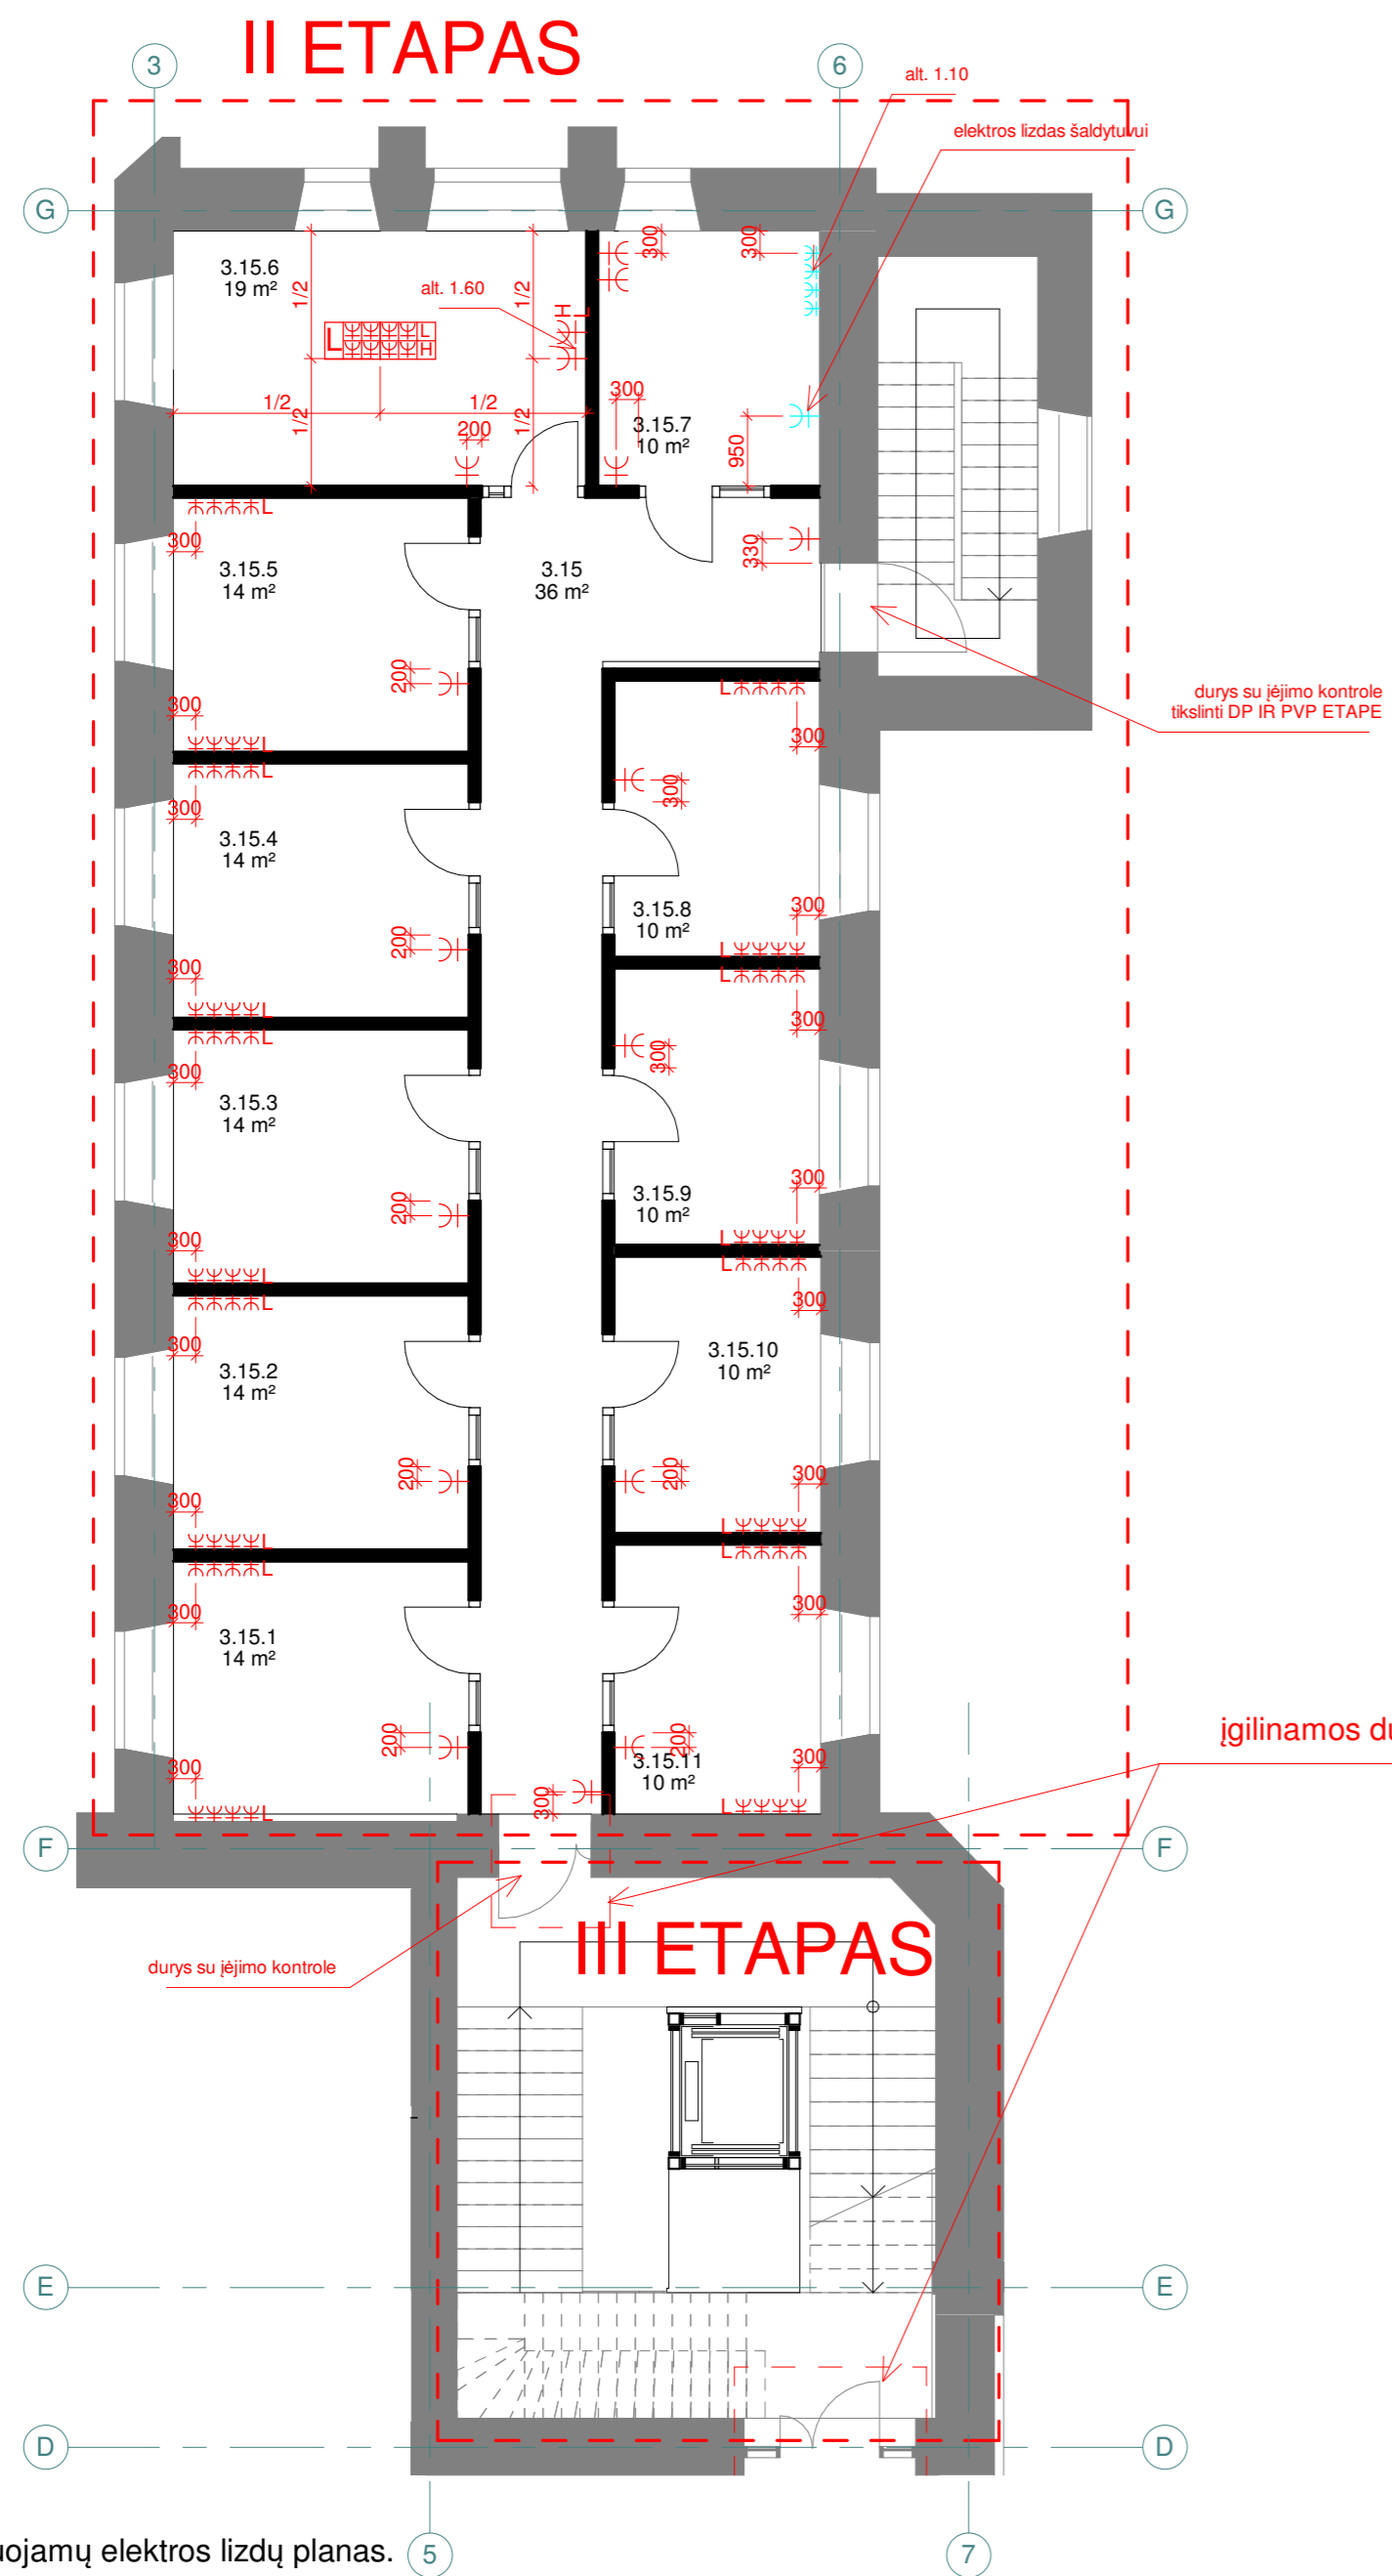 II ETAPAS
3
6
alt. 1.10
elektros lizdas šaldytuvui
G
G
300
300
3.15.6
19 m²
1/2
1/2
alt. 1.60
H
L
L
L
H
1/2
1/2
1/2
1/2
200
300
3.15.7
10 m²
950
L
300
3.15.5
14 m²
3.15
36 m²
330
200
300
L
durys su įėjimo kontrole
tikslinti DP IR PVP ETAPE
L
300
L
300
300
3.15.4
14 m²
3.15.8
10 m²
300
200
300
L
L
L
L
300
300
300
3.15.3
14 m²
3.15.9
10 m²
200
300
300
L
L
L
L
300
300
3.15.2
14 m²
3.15.10
10 m²
200
200
300
300
L
L
L
L
300
300
3.15.1
14 m²
200
200
3.15.11
10 m²
300
300
300
L
L
įgilinamos du
F
F
III ETAPAS
durys su įėjimo kontrole
E
E
D
D
uojamų elektros lizdų planas.
5
7